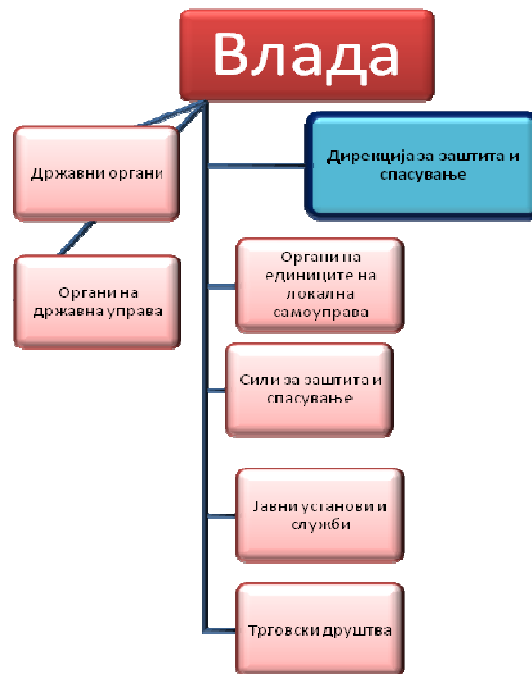 Влада
Државни органи
Дирекција за заштита и
спасување
Органи на
државна управа
Органи на
единиците на
локална
самоуправа
Сили за заштита и
спасување
Јавни установи и
служби
Трговски друштва